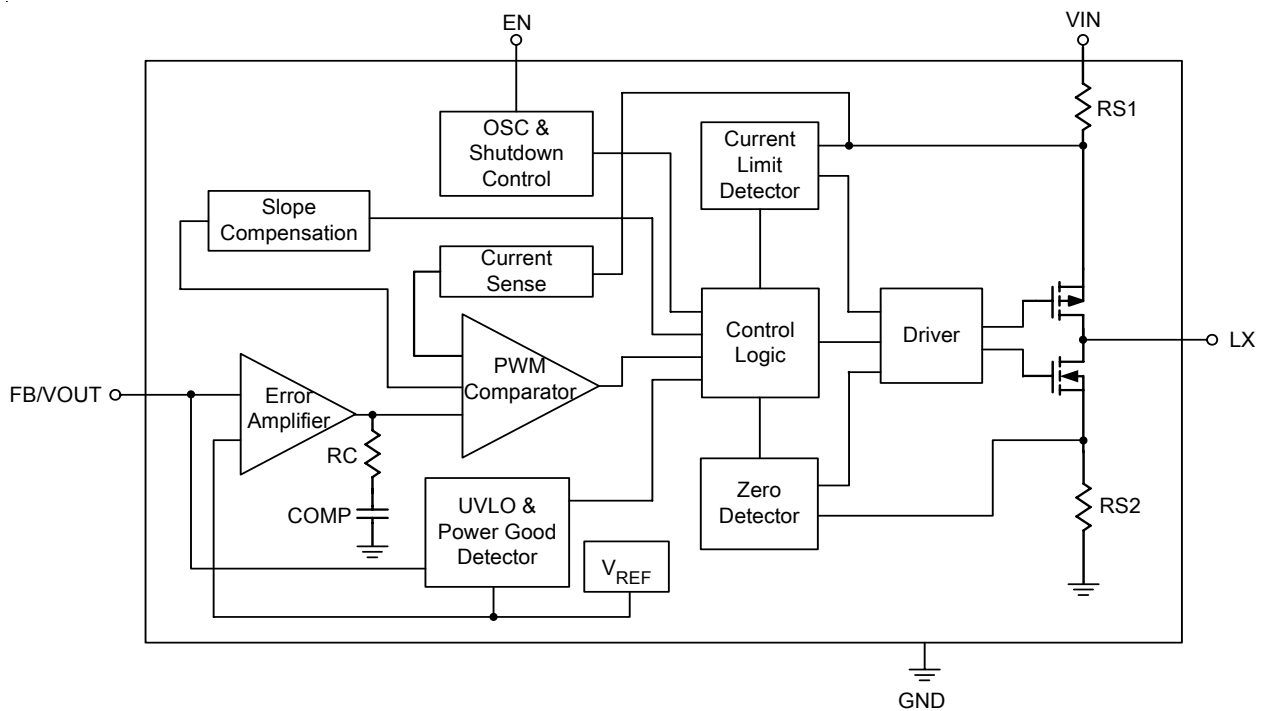 EN
VIN
RS1
OSC &
Shutdown
Control
Current
Limit
Detector
Slope
Compensation
Current
Sense
Control
Logic
Driver
LX
PWM
Comparator
FB/VOUT
Error
Amplifier
RC
COMP
UVLO &
Power Good
Detector
Zero
Detector
RS2
VREF
GND